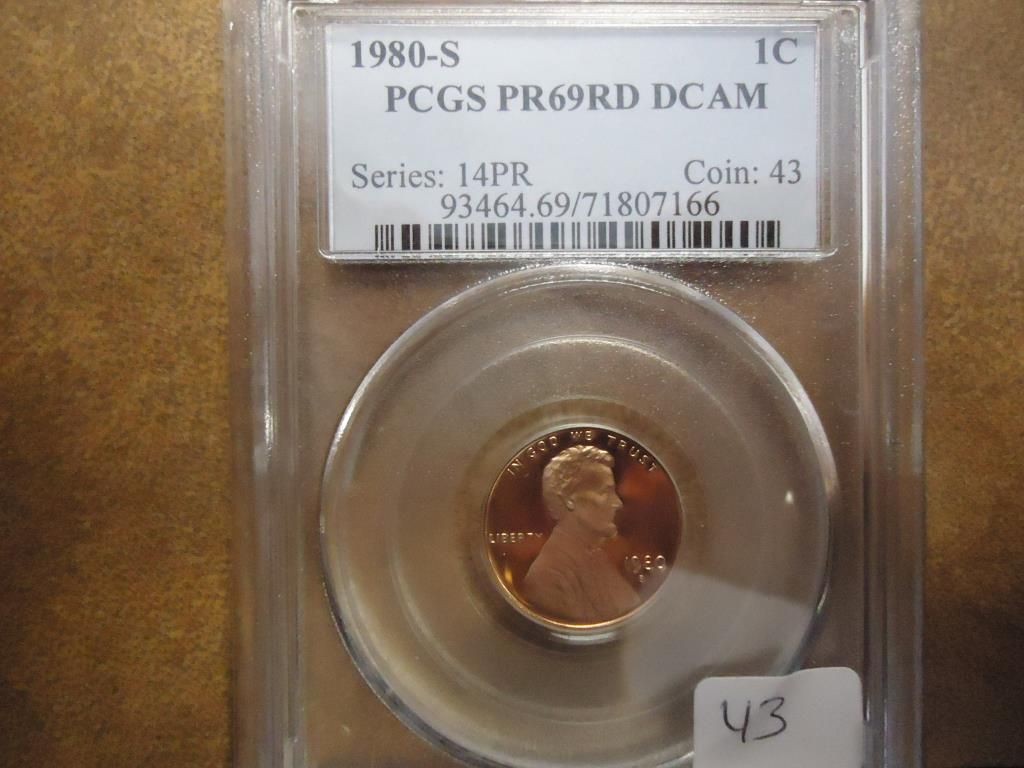 1980-S 1C
PCGS PR69RD DCAM
Series: 14PR Coin: 43
93464.69/71807166
IN GOD WE TRUST
LIBERTY
1980
S
43